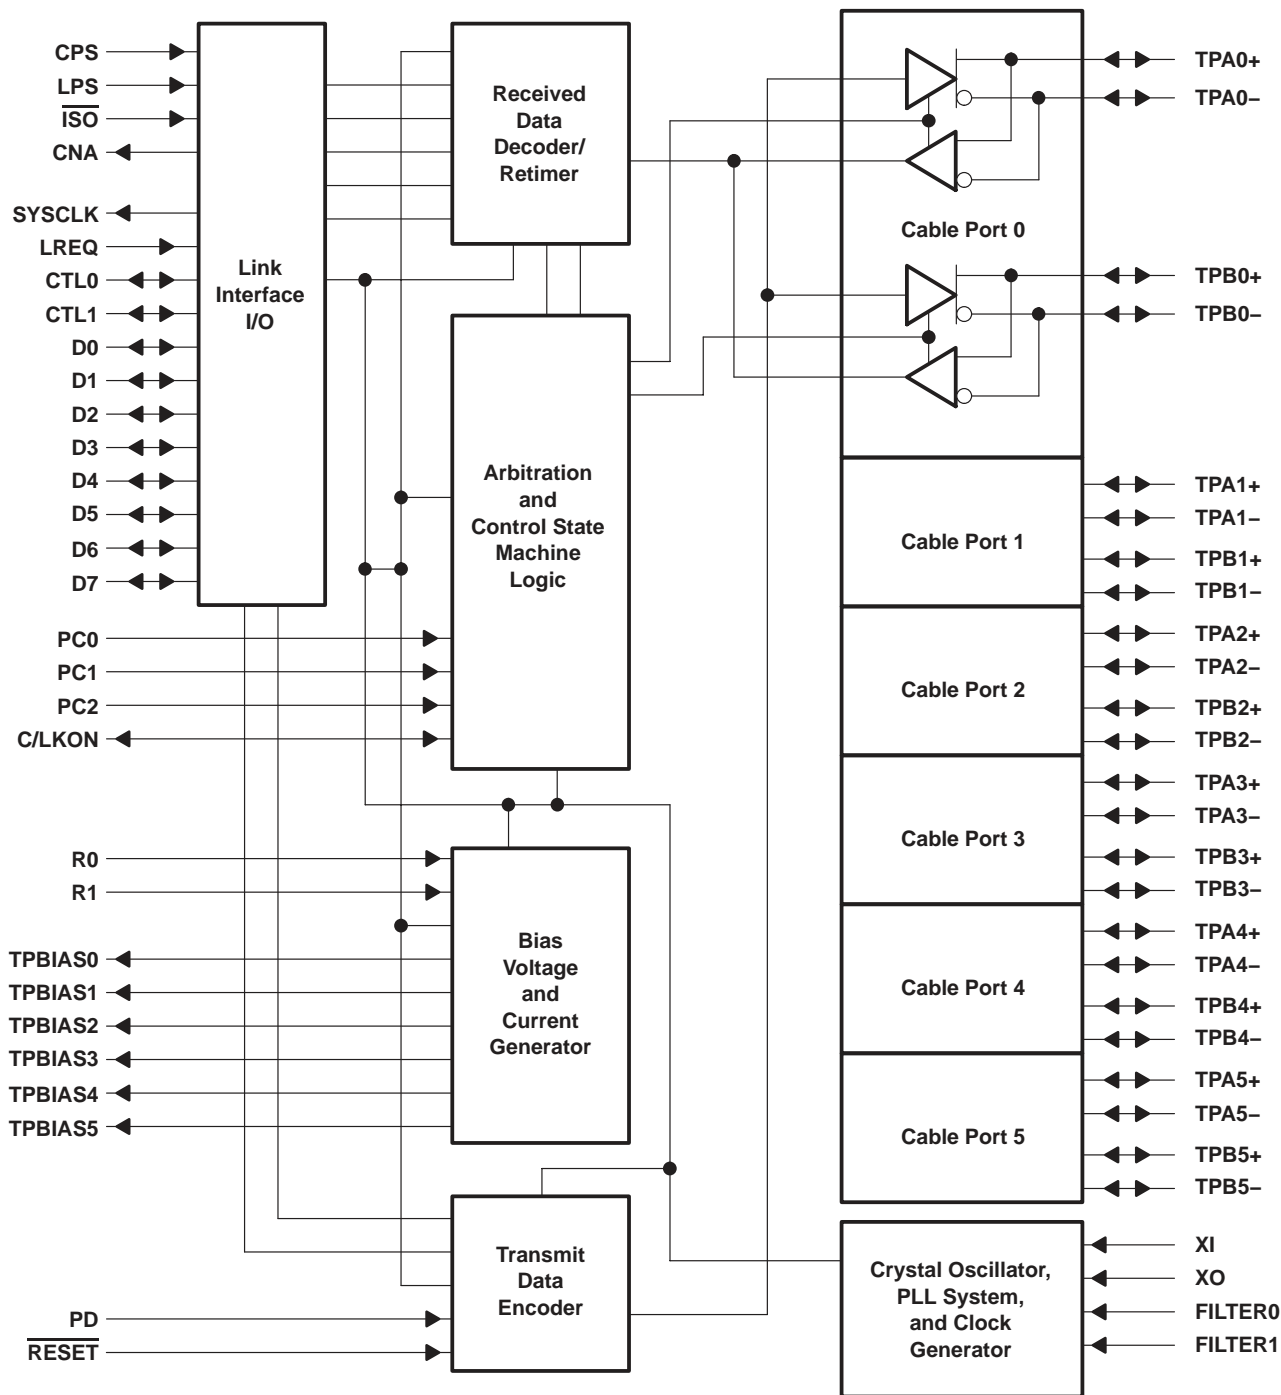 CPS
LPS
ISO
CNA
SYSCLK
LREQ
CTL0
CTL1
D0
D1
D2
D3
D4
D5
D6
D7
PC0
PC1
PC2
C/LKON
R0
R1
TPBIAS0
TPBIAS1
TPBIAS2
TPBIAS3
TPBIAS4
TPBIAS5
PD
RESET
Link
Interface
I/O
Received
Data
Decoder/
Retimer
Arbitration
and
Control State
Machine
Logic
Bias
Voltage
and
Current
Generator
Transmit
Data
Encoder
Cable Port 0
Cable Port 1
Cable Port 2
Cable Port 3
Cable Port 4
Cable Port 5
Crystal Oscillator,
PLL System,
and Clock
Generator
TPA0+
TPA0−
TPB0+
TPB0−
TPA1+
TPA1−
TPB1+
TPB1−
TPA2+
TPA2−
TPB2+
TPB2−
TPA3+
TPA3−
TPB3+
TPB3−
TPA4+
TPA4−
TPB4+
TPB4−
TPA5+
TPA5−
TPB5+
TPB5−
XI
XO
FILTER0
FILTER1